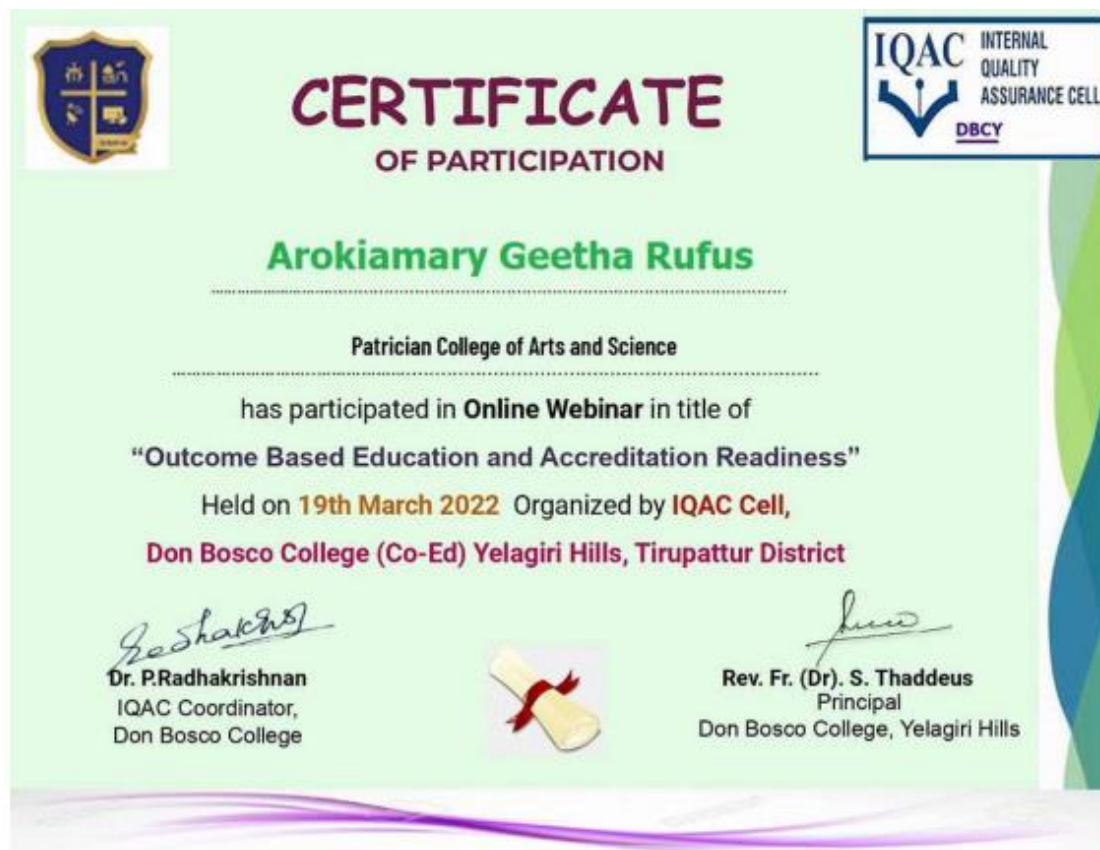 IQAC INTERNAL
QUALITY
ASSURANCE CELL
DBCY
CERTIFICATE
OF PARTICIPATION
Arokiamary Geetha Rufus
Patrician College of Arts and Science
has participated in Online Webinar in title of
“Outcome Based Education and Accreditation Readiness”
Held on 19th March 2022 Organized by IQAC Cell,
Don Bosco College (Co-Ed) Yelagiri Hills, Tirupattur District
Dr. P.Radhakrishnan
IQAC Coordinator,
Don Bosco College
Rev. Fr. (Dr). S. Thaddeus
Principal
Don Bosco College, Yelagiri Hills